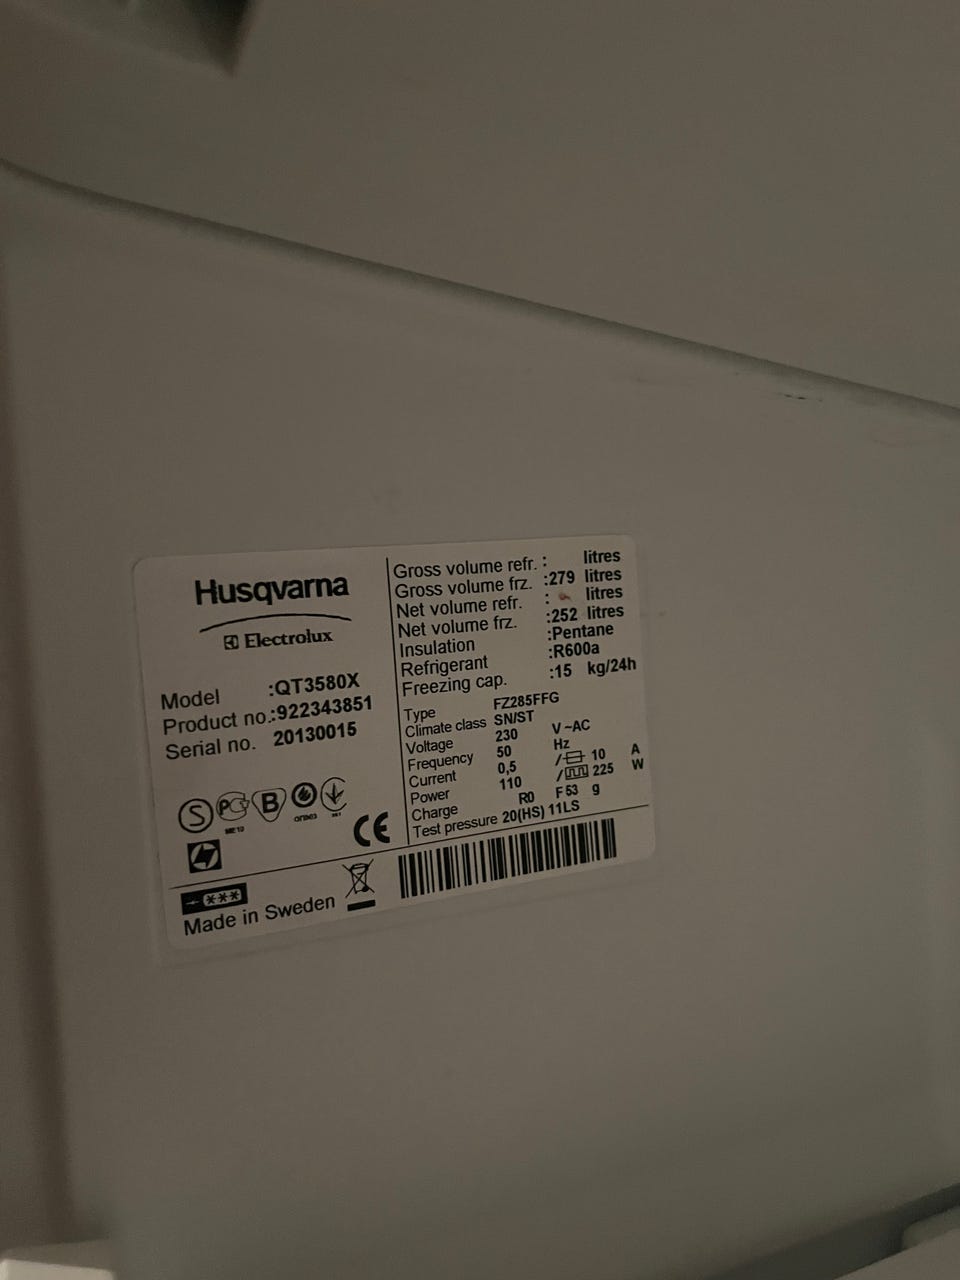 Husqvarna
Electrolux
Model :QT3580X
Product no.:922343851
Serial no. 20130015
S
B
CE
***
Made in Sweden
Gross volume refr. : litres
Gross volume frz. :279 litres
Net volume refr. : litres
Net volume frz. :252 litres
Insulation :Pentane
Refrigerant :R600a
Freezing cap. :15 kg/24h
Type FZ285FFG
Climate class SN/ST
Voltage 230 V ~AC
Frequency 50 Hz
Current 0,5 / 10 A
Power 110 / 225 W
Charge R0 F 53 g
Test pressure 20(HS) 11LS